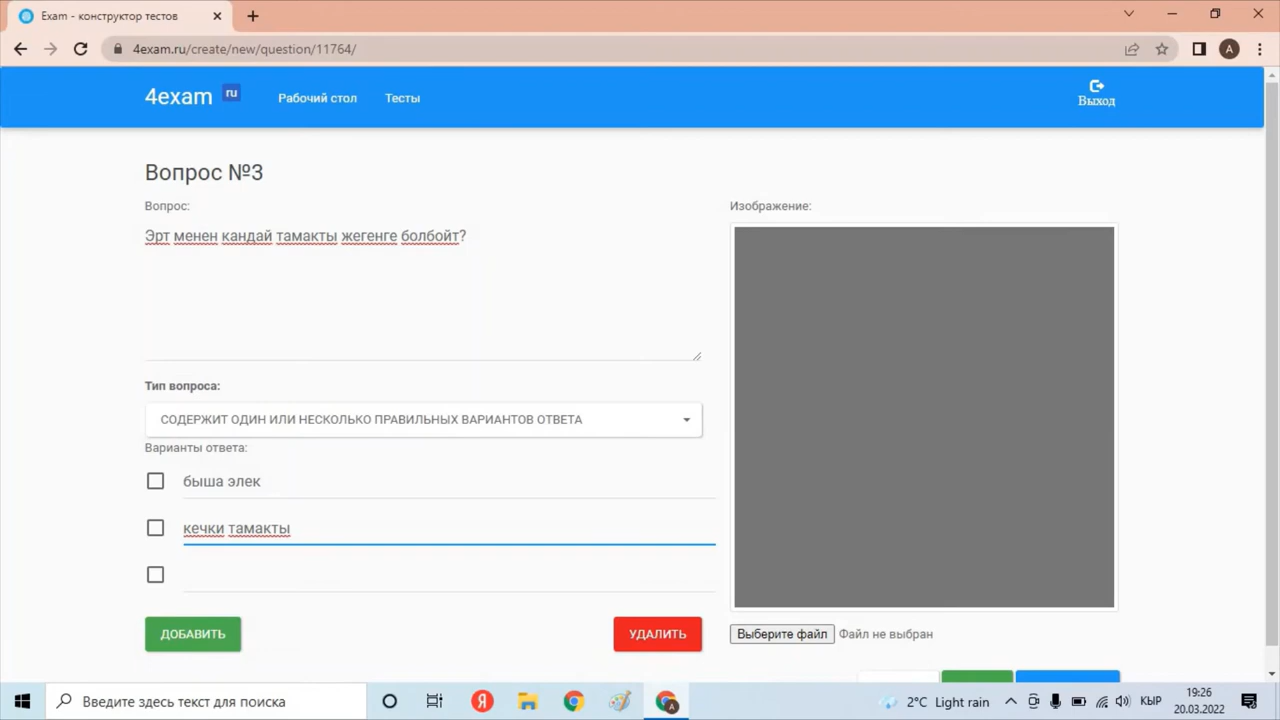 Exam - конструктор тестов
4exam.ru/create/new/question/11764/
A
4exam ru Рабочий стол Тесты Выход
Вопрос №3
Вопрос:
Эрт менен кандай тамакты жегенге болбойт?
Изображение:
Тип вопроса:
СОДЕРЖИТ ОДИН ИЛИ НЕСКОЛЬКО ПРАВИЛЬНЫХ ВАРИАНТОВ ОТВЕТА
Варианты ответа:
быша элек
кечки тамакты
ДОБАВИТЬ УДАЛИТЬ
Выберите файл Файл не выбран
Введите здесь текст для поиска
Я
A
2°C Light rain
КЫР
19:26
20.03.2022